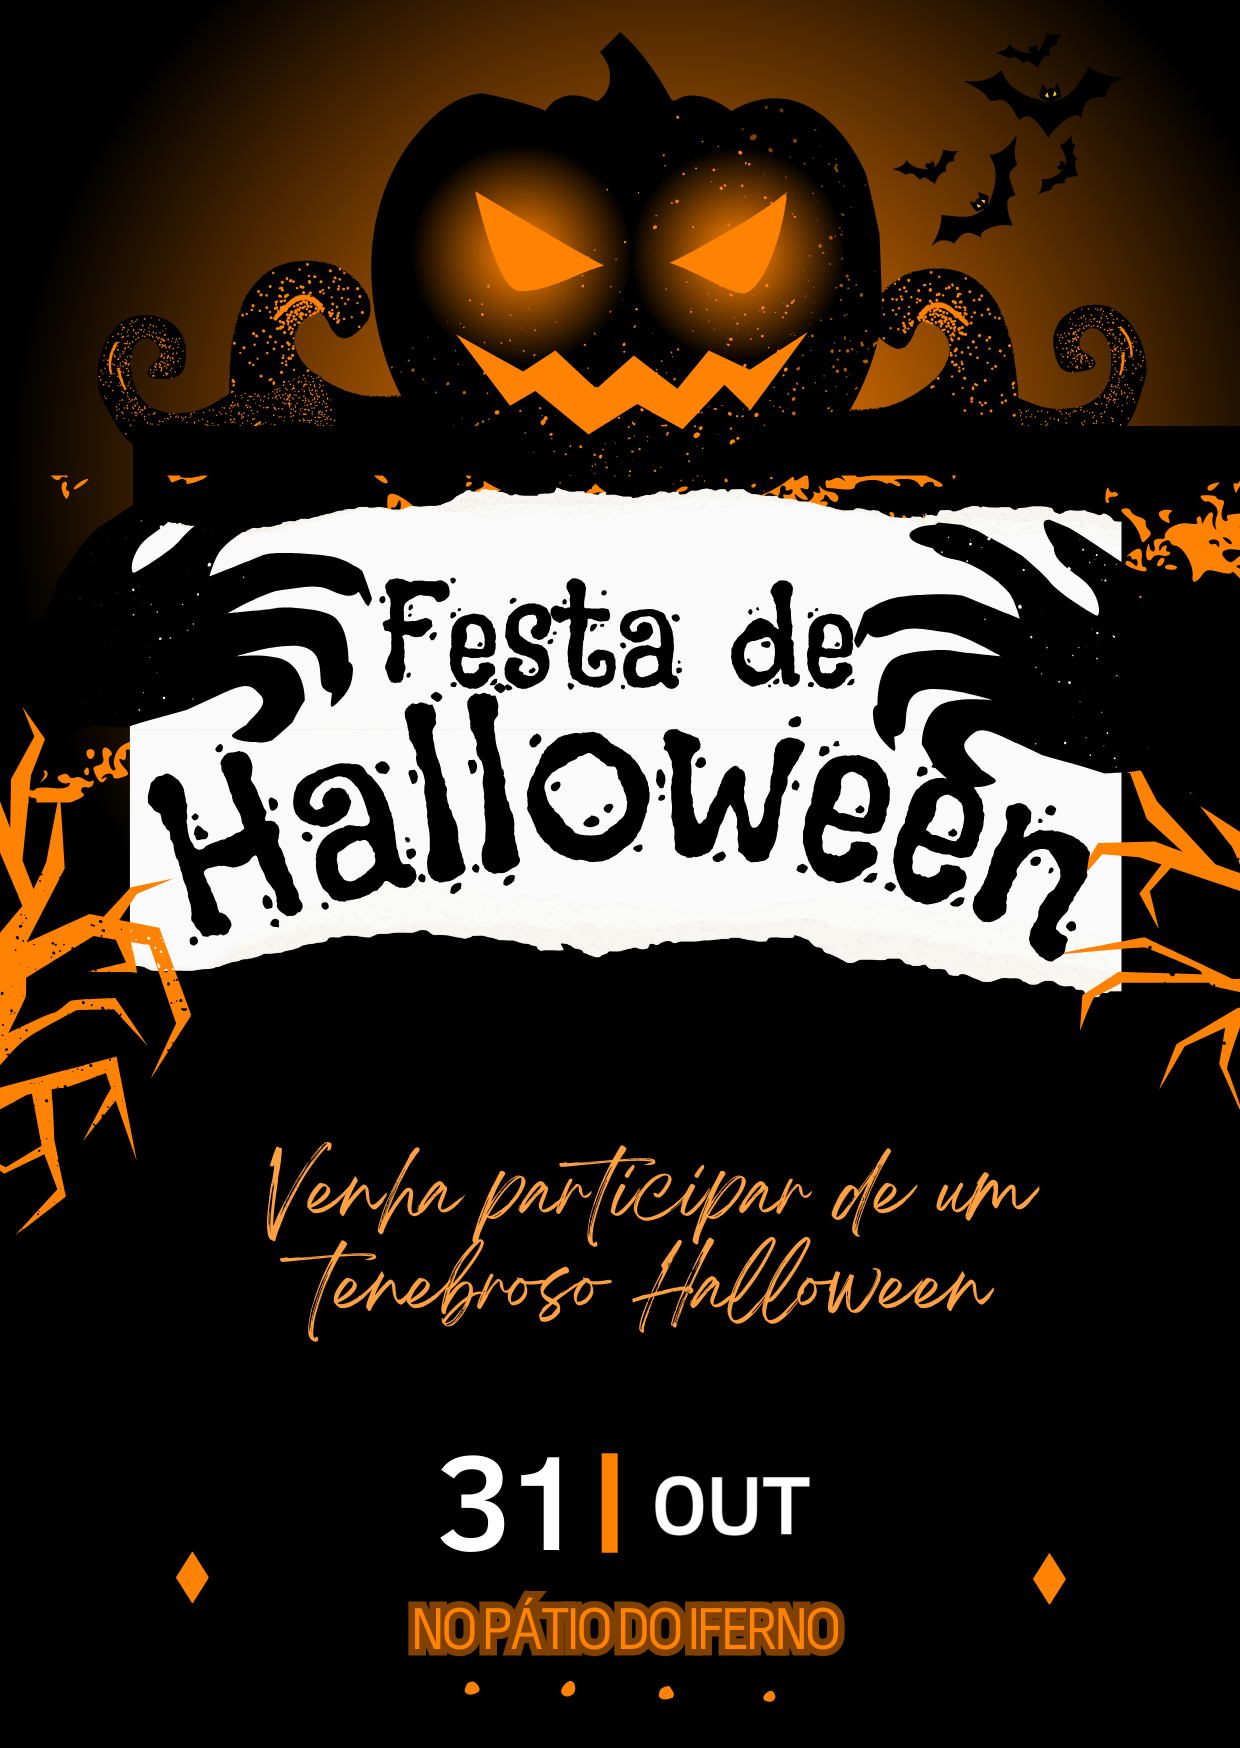 Festa de
Halloween
Venha participar de um
Tenebroso Halloween
31 | OUT
NO PÁTIO DO IFERNO